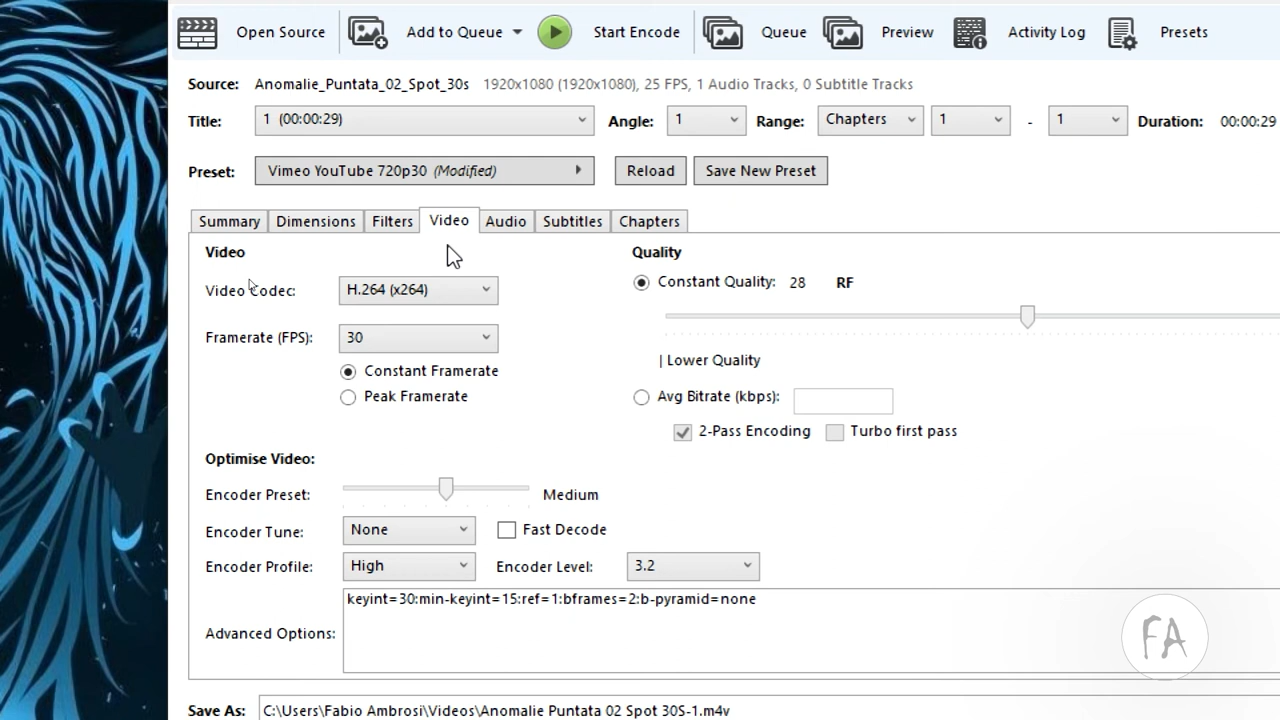 Open Source Add to Queue Start Encode Queue Preview Activity Log Presets
Source: Anomalie_Puntata_02_Spot_30s 1920x1080 (1920x1080), 25 FPS, 1 Audio Tracks, 0 Subtitle Tracks
Title: 1 (00:00:29) Angle: 1 Range: Chapters 1 - 1 Duration: 00:00:29
Preset: Vimeo YouTube 720p30 (Modified) Reload Save New Preset
Summary Dimensions Filters Video Audio Subtitles Chapters
Video Quality
Video Codec: H.264 (x264) Constant Quality: 28 RF
Framerate (FPS): 30
| Lower Quality
Constant Framerate
Peak Framerate Avg Bitrate (kbps):
2-Pass Encoding Turbo first pass
Optimise Video:
Encoder Preset: Medium
Encoder Tune: None Fast Decode
Encoder Profile: High Encoder Level: 3.2
keyint=30:min-keyint=15:ref=1:bframes=2:b-pyramid=none
Advanced Options:
FA
Save As: C:\Users\Fabio Ambrosi\Videos\Anomalie Puntata 02 Spot 30S-1.m4v